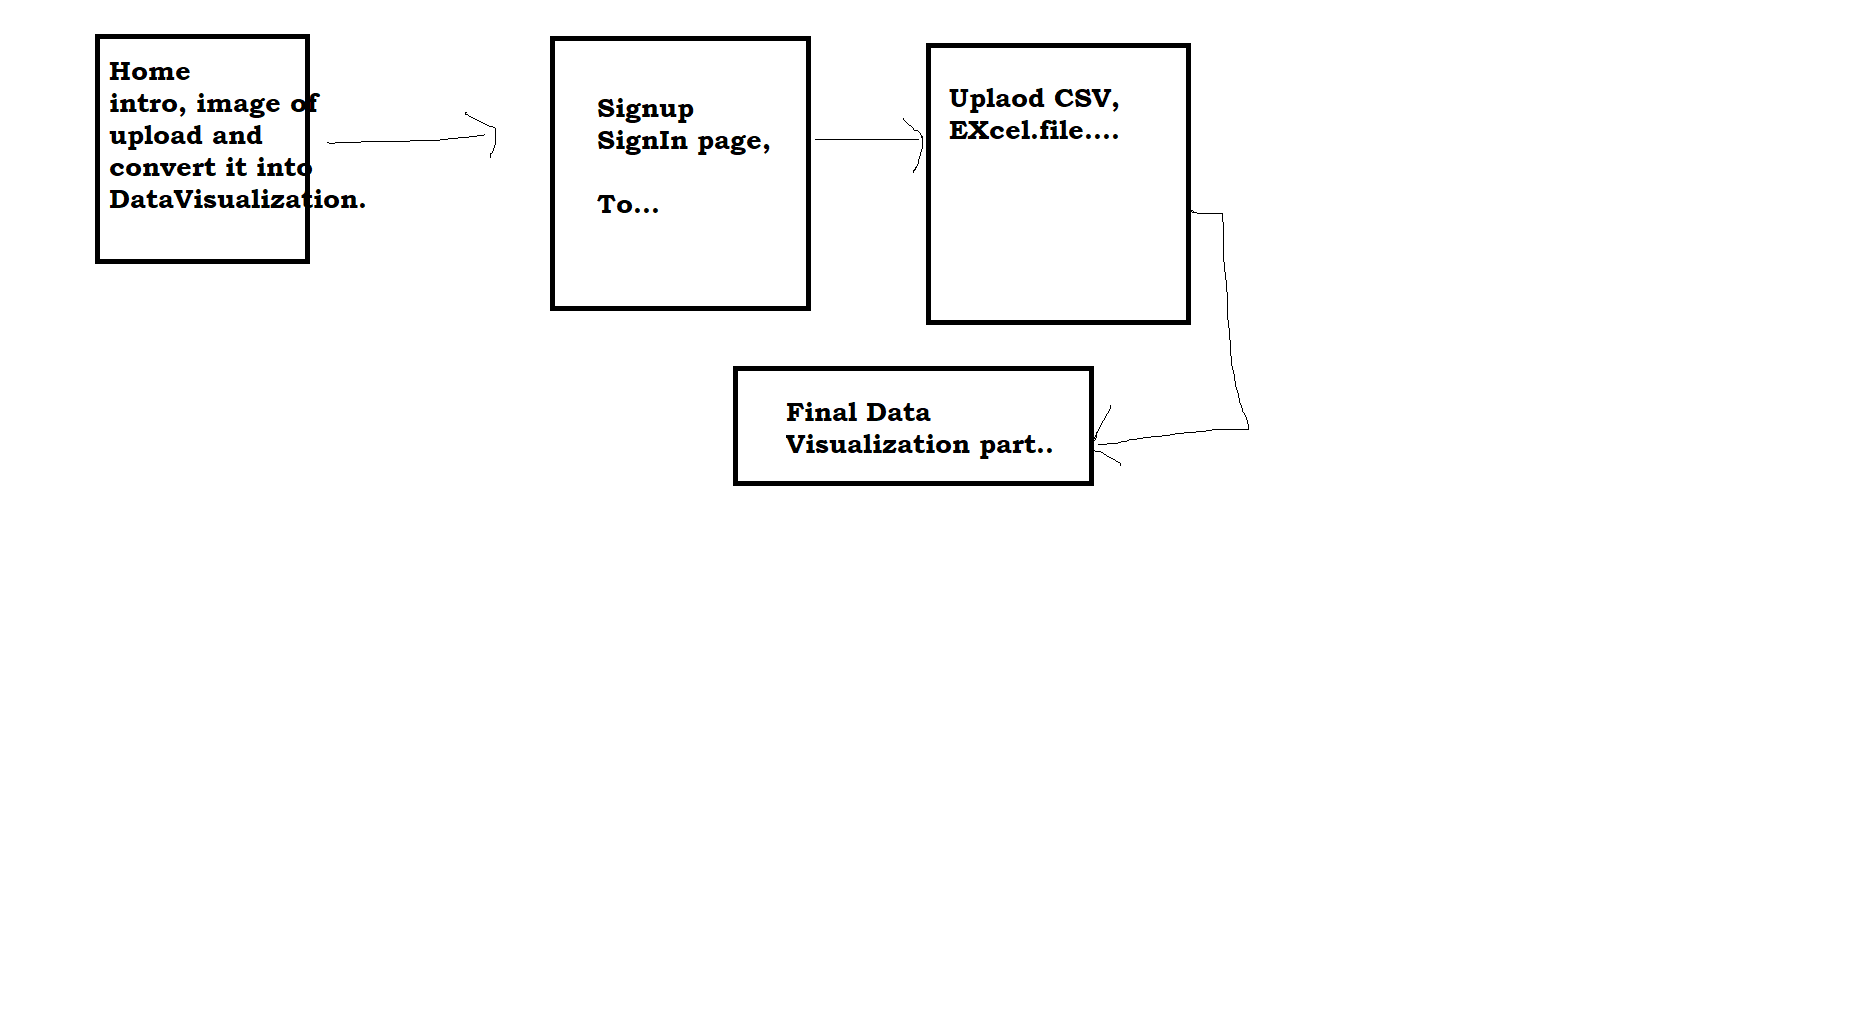 Home
intro, image of
upload and
convert it into
DataVisualization.
Signup
SignIn page,
To...
Uplaod CSV,
EXcel.file....
Final Data
Visualization part..